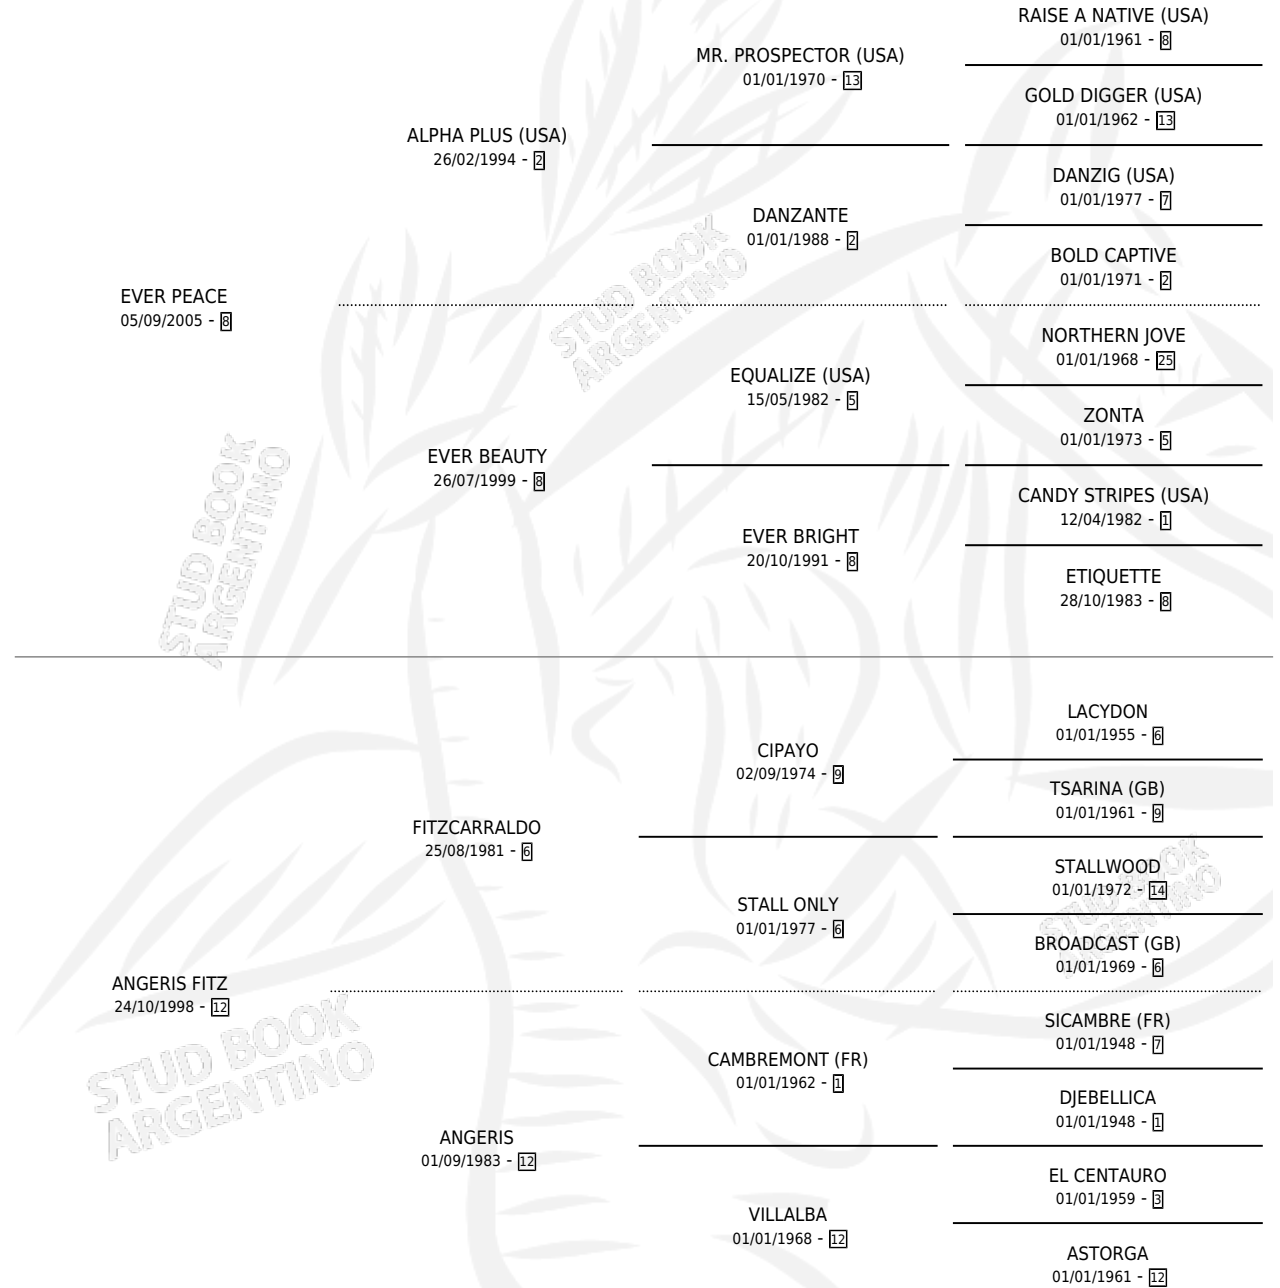 RAISE A NATIVE (USA)
01/01/1961 - 8
MR. PROSPECTOR (USA)
01/01/1970 - 13
GOLD DIGGER (USA)
01/01/1962 - 13
ALPHA PLUS (USA)
26/02/1994 - 2
DANZIG (USA)
01/01/1977 - 7
DANZANTE
01/01/1988 - 2
BOLD CAPTIVE
01/01/1971 - 2
EVER PEACE
05/09/2005 - 8
NORTHERN JOVE
01/01/1968 - 25
EQUALIZE (USA)
15/05/1982 - 5
ZONTA
01/01/1973 - 5
EVER BEAUTY
26/07/1999 - 8
CANDY STRIPES (USA)
12/04/1982 - 1
EVER BRIGHT
20/10/1991 - 8
ETIQUETTE
28/10/1983 - 8
STUD BOOK
ARGENTINO
STUD BOOK
ARGENTINO
LACYDON
01/01/1955 - 6
CIPAYO
02/09/1974 - 9
TSARINA (GB)
01/01/1961 - 9
FITZCARRALDO
25/08/1981 - 6
STALLWOOD
01/01/1972 - 14
STALL ONLY
01/01/1977 - 6
BROADCAST (GB)
01/01/1969 - 6
ANGERIS FITZ
24/10/1998 - 12
SICAMBRE (FR)
01/01/1948 - 7
CAMBREMONT (FR)
01/01/1962 - 1
DJEBELLICA
01/01/1948 - 1
ANGERIS
01/09/1983 - 12
EL CENTAURO
01/01/1959 - 3
VILLALBA
01/01/1968 - 12
ASTORGA
01/01/1961 - 12
STUD BOOK
ARGENTINO
STUD BOOK
ARGENTINO